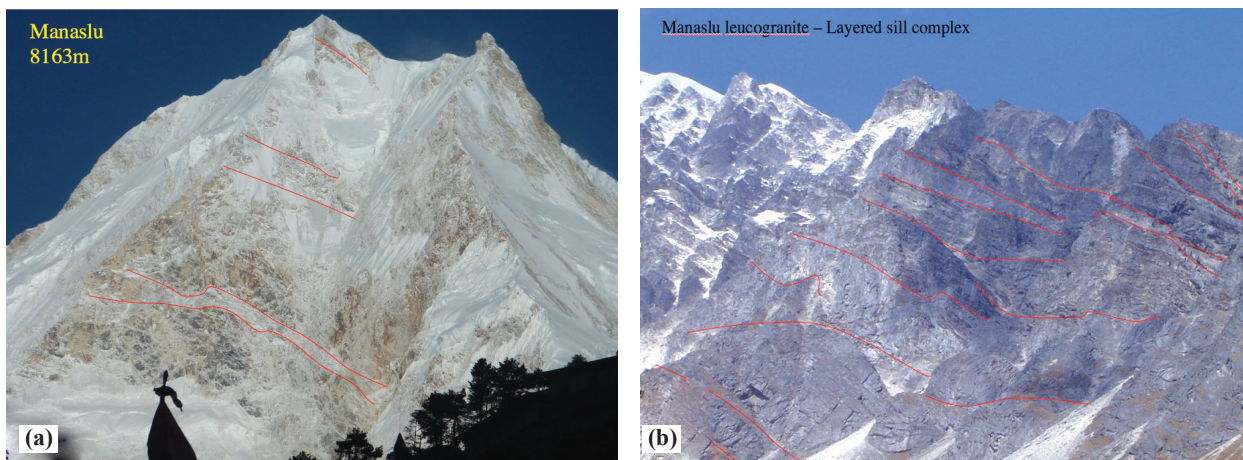 Manaslu
8163m
(a)
Manaslu leucogranite – Layered sill complex
(b)